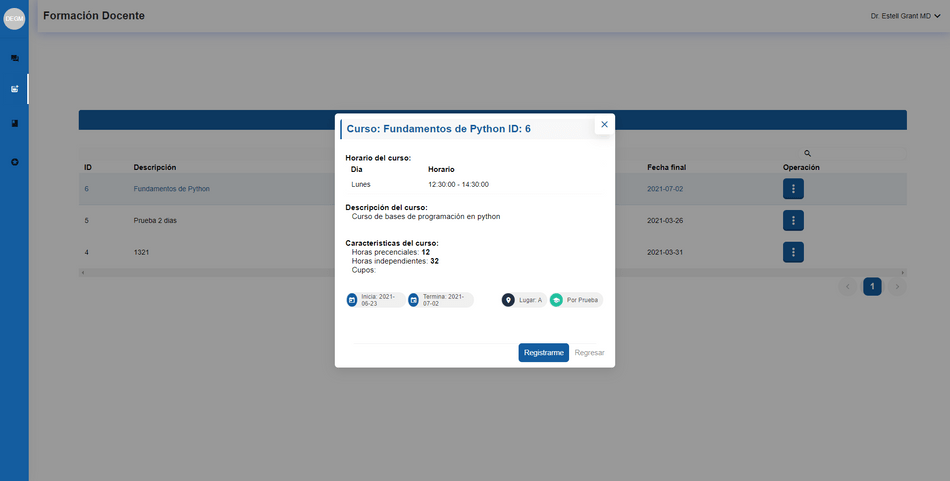 DEGM
Formación Docente
Dr. Estell Grant MD
Curso: Fundamentos de Python ID: 6
Horario del curso:
Día Horario
Lunes 12:30:00 - 14:30:00
Descripción del curso:
Curso de bases de programación en python
Características del curso:
Horas precenciales: 12
Horas independientes: 32
Cupos:
Inicia: 2021-
06-23
Termina: 2021-
07-02
Lugar: A
Por Prueba
Registrarme Regresar
ID Descripción Fecha final Operación
6 Fundamentos de Python 2021-07-02
5 Prueba 2 dias 2021-03-26
4 1321 2021-03-31
1